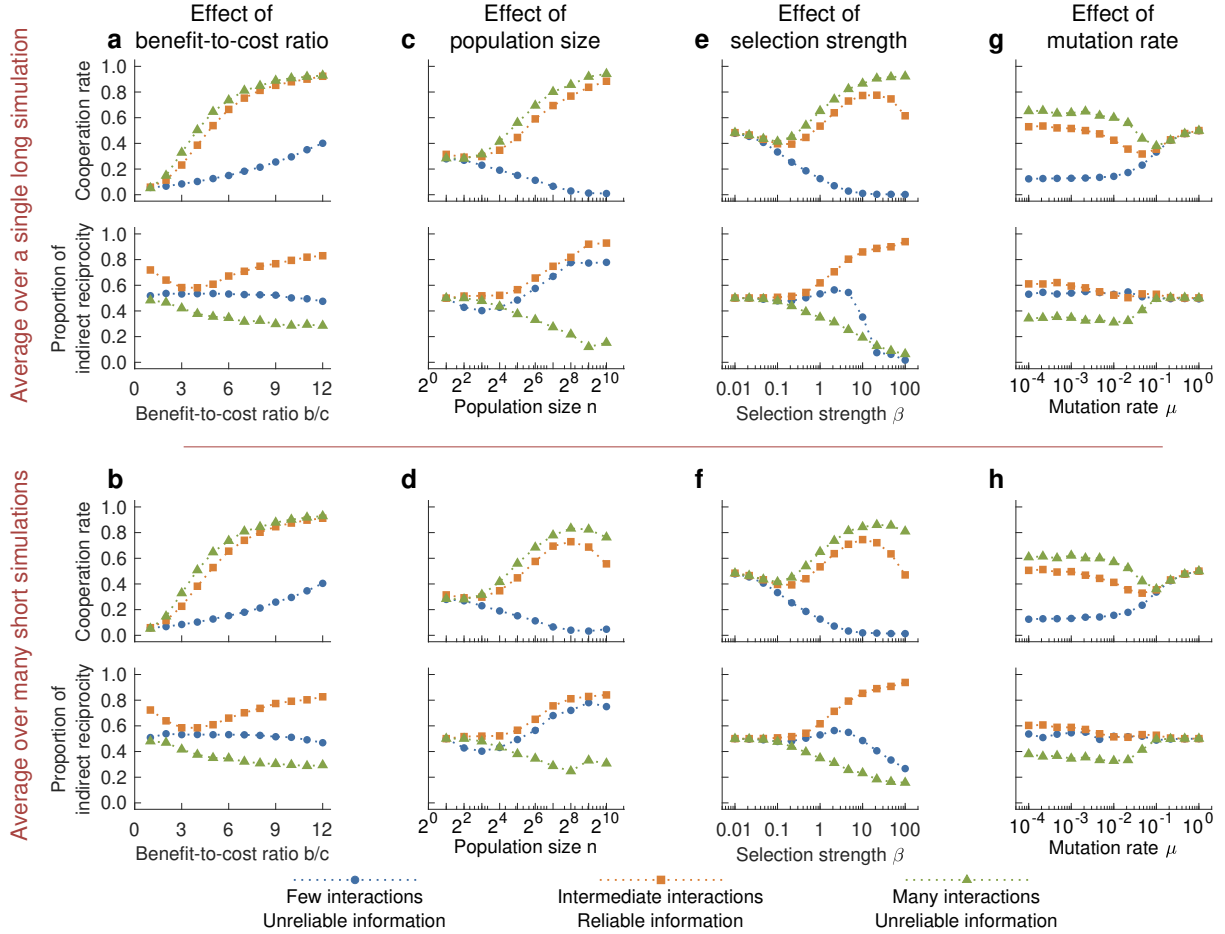 Effect of
benefit-to-cost ratio
Effect of
population size
Effect of
selection strength
Effect of
mutation rate
a
c
e
g
Average over a single long simulation
Cooperation rate
1.0
0.8
0.6
0.4
0.2
0.0
Proportion of
indirect reciprocity
1.0
0.8
0.6
0.4
0.2
0.0
0 3 6 9 12
Benefit-to-cost ratio b/c
2^0 2^2 2^4 2^6 2^8 2^10
Population size n
0.01 0.1 1 10 100
Selection strength β
10^-4 10^-3 10^-2 10^-1 10^0
Mutation rate μ
b
d
f
h
Average over many short simulations
Cooperation rate
1.0
0.8
0.6
0.4
0.2
0.0
Proportion of
indirect reciprocity
1.0
0.8
0.6
0.4
0.2
0.0
0 3 6 9 12
Benefit-to-cost ratio b/c
2^0 2^2 2^4 2^6 2^8 2^10
Population size n
0.01 0.1 1 10 100
Selection strength β
10^-4 10^-3 10^-2 10^-1 10^0
Mutation rate μ
Few interactions
Unreliable information
Intermediate interactions
Reliable information
Many interactions
Unreliable information